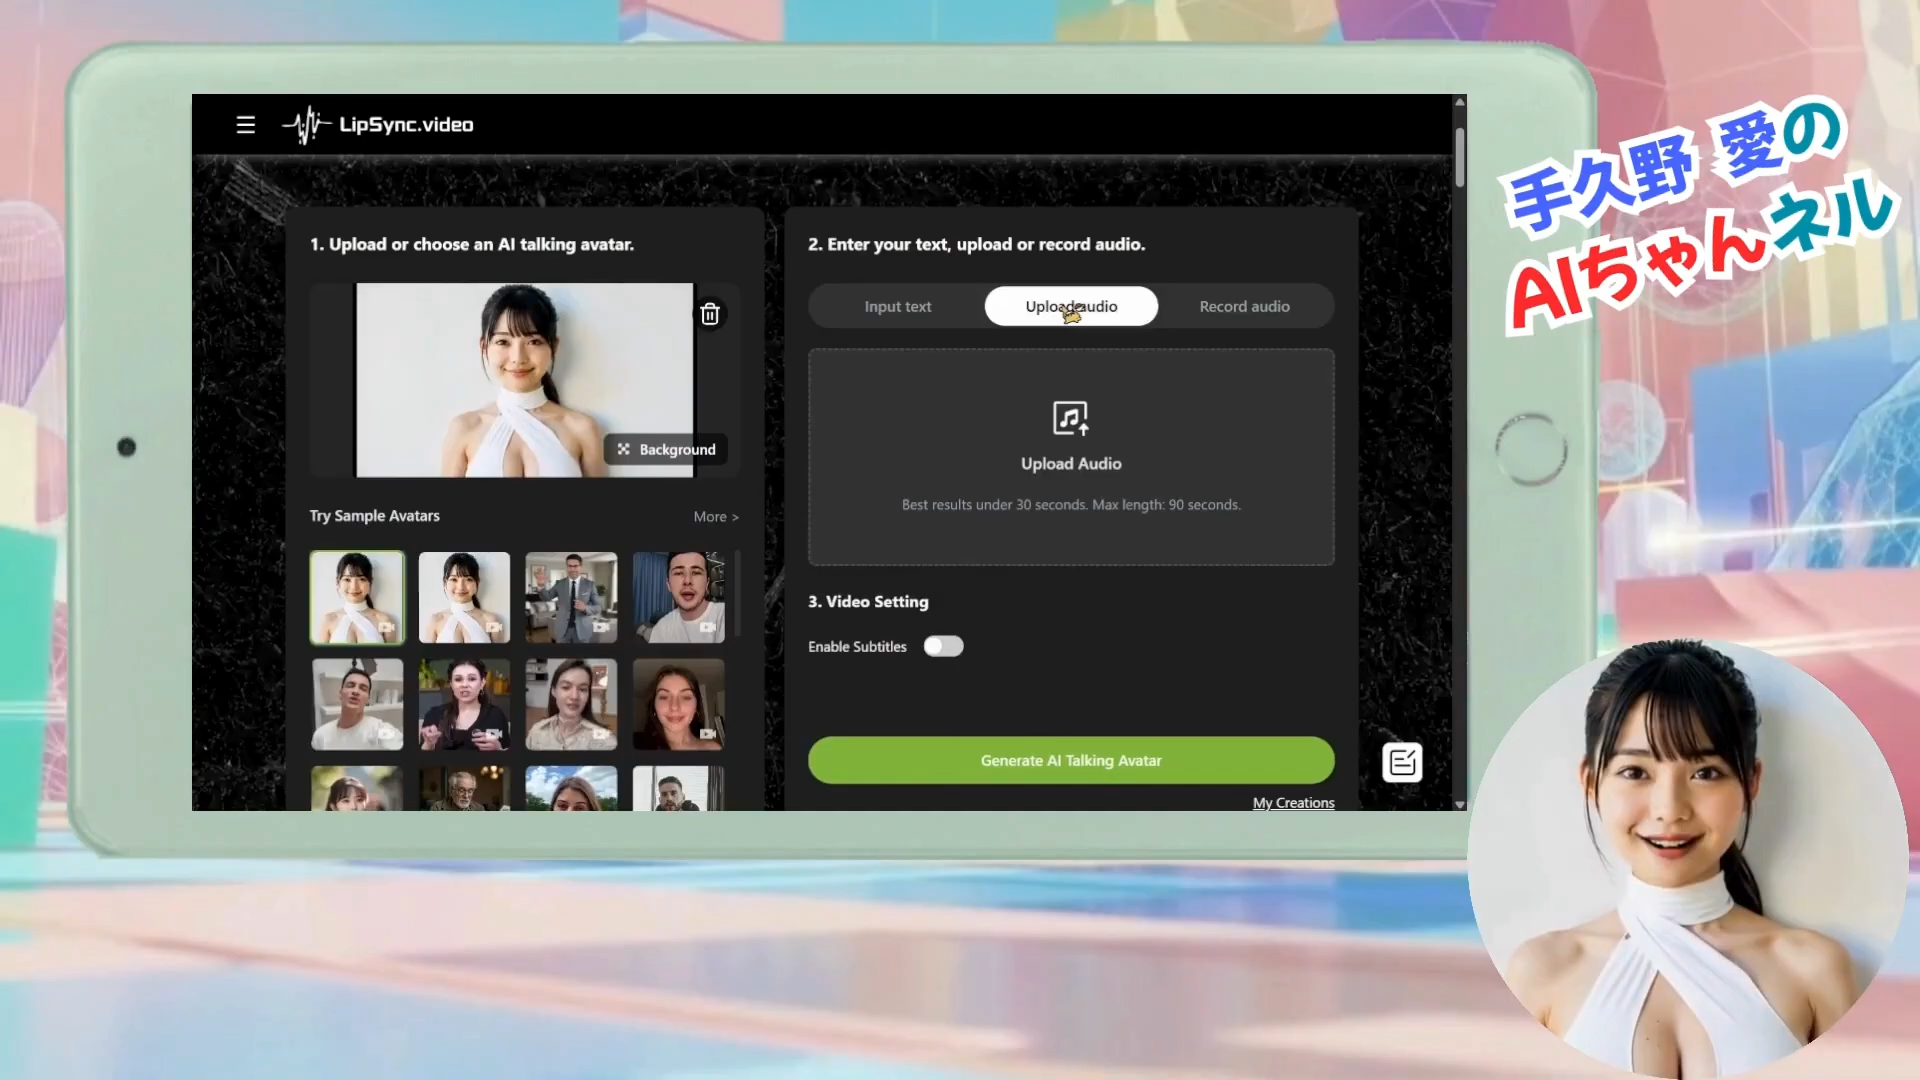 LipSync.video
手久野 愛の
AIちゃんネル
1. Upload or choose an AI talking avatar.
Background
Try Sample Avatars
More >
2. Enter your text, upload or record audio.
Input text
Upload audio
Record audio
Upload Audio
Best results under 30 seconds. Max length: 90 seconds.
3. Video Setting
Enable Subtitles
Generate AI Talking Avatar
My Creations